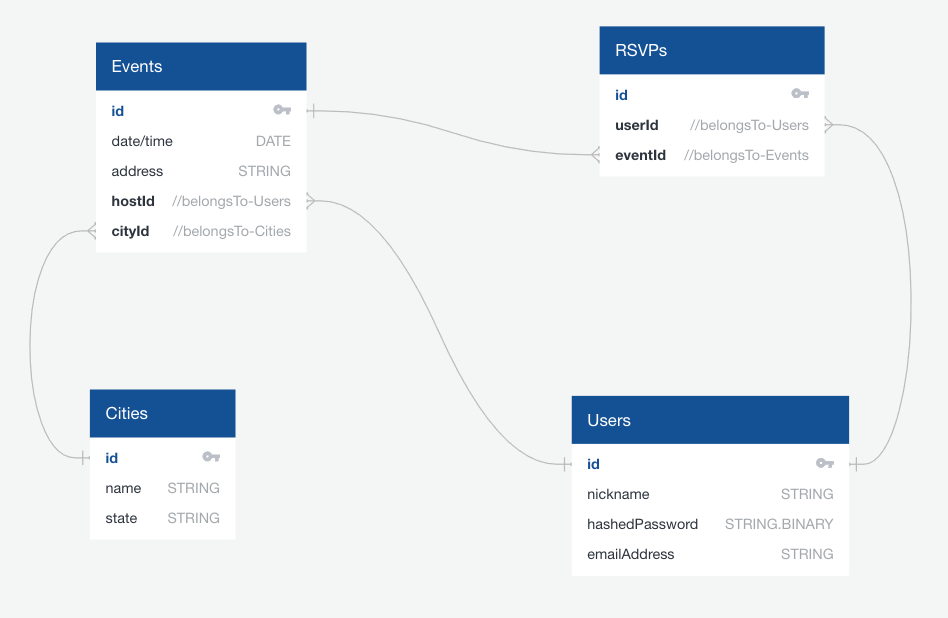 Events
id
date/time DATE
address STRING
hostId //belongsTo-Users
cityId //belongsTo-Cities
RSVPs
id
userId //belongsTo-Users
eventId //belongsTo-Events
Cities
id
name STRING
state STRING
Users
id
nickname STRING
hashedPassword STRING.BINARY
emailAddress STRING